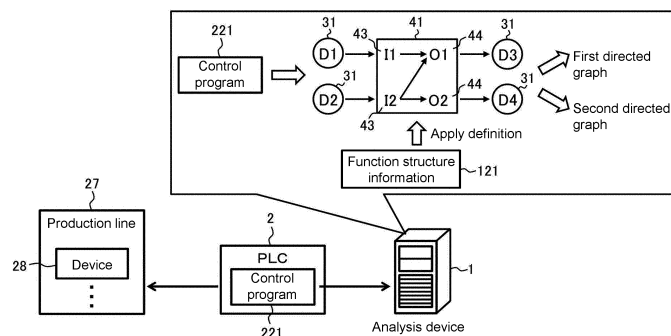 221
Control
program
31
D1
31
D2
43
43
I1
I2
41
O1
O2
44
44
31
D3
31
D4
First directed
graph
Second directed
graph
Apply definition
Function structure
information
121
27
Production line
28
Device
2
PLC
Control
program
221
1
Analysis device